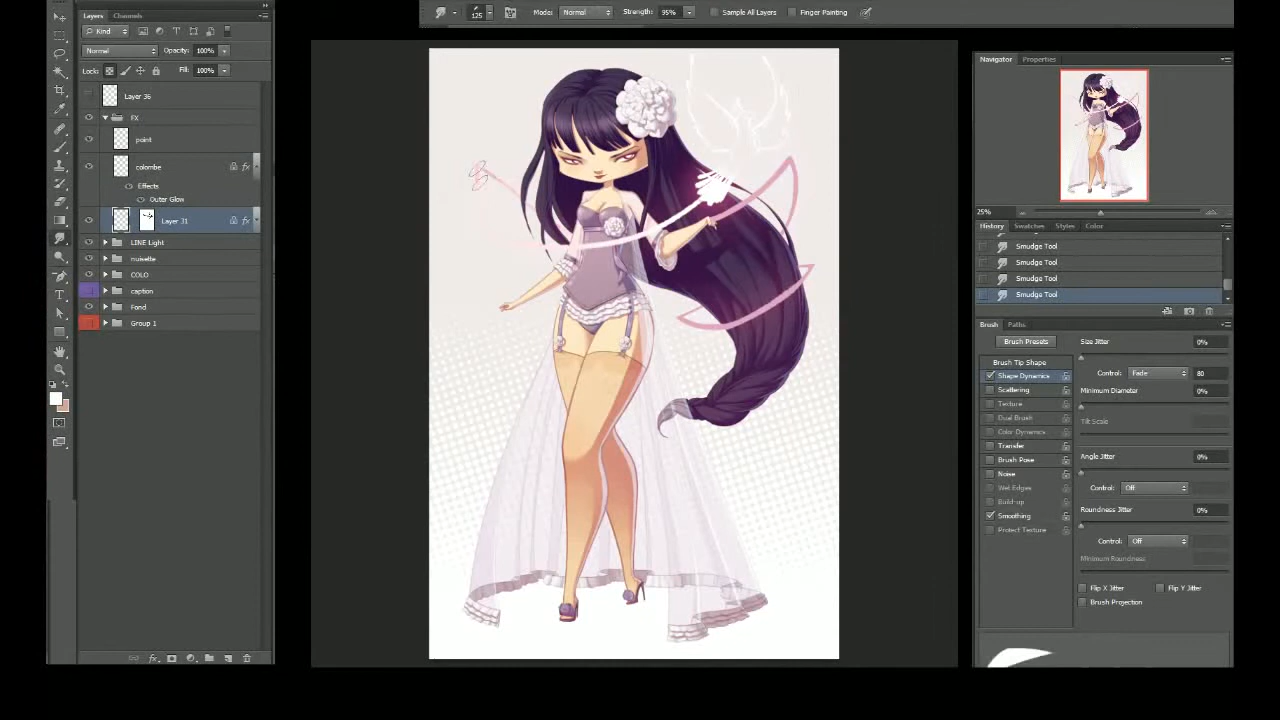 Layers Channels
Kind
Normal Opacity: 100%
Lock: Fill: 100%
Layer 36
FX
point
colombe fx
Effects
Outer Glow
Layer 31 fx
LINE Light
nuisette
COLO
caption
Fond
Group 1
125 Mode: Normal Strength: 95% Sample All Layers Finger Painting
Navigator Properties
25%
History Swatches Styles Color
Smudge Tool
Smudge Tool
Smudge Tool
Smudge Tool
Brush Paths
Brush Presets Size Jitter 0%
Brush Tip Shape
Shape Dynamics Control: Fade 80
Scattering Minimum Diameter 0%
Texture
Dual Brush Tilt Scale
Color Dynamics
Transfer Angle Jitter 0%
Brush Pose
Noise
Wet Edges Control: Off
Build-up
Smoothing Roundness Jitter 0%
Protect Texture
Control: Off
Minimum Roundness
Flip X Jitter Flip Y Jitter
Brush Projection